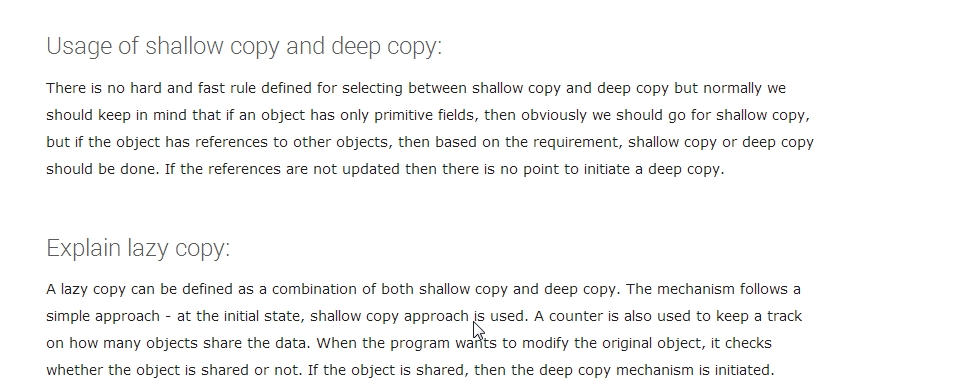 Usage of shallow copy and deep copy:
There is no hard and fast rule defined for selecting between shallow copy and deep copy but normally we
should keep in mind that if an object has only primitive fields, then obviously we should go for shallow copy,
but if the object has references to other objects, then based on the requirement, shallow copy or deep copy
should be done. If the references are not updated then there is no point to initiate a deep copy.
Explain lazy copy:
A lazy copy can be defined as a combination of both shallow copy and deep copy. The mechanism follows a
simple approach - at the initial state, shallow copy approach is used. A counter is also used to keep a track
on how many objects share the data. When the program wants to modify the original object, it checks
whether the object is shared or not. If the object is shared, then the deep copy mechanism is initiated.